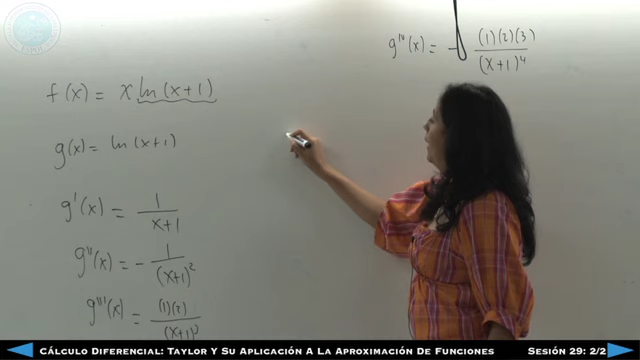 f(x) = x ln(x+1)
g(x) = ln(x+1)
g'(x) = 1/(x+1)
g''(x) = - 1/(x+1)²
g'''(x) = (1)(2)/(x+1)³
gⁱᵛ(x) = - (1)(2)(3)/(x+1)⁴
Cálculo Diferencial: Taylor Y Su Aplicación A La Aproximación De Funciones
Sesión 29: 2/2